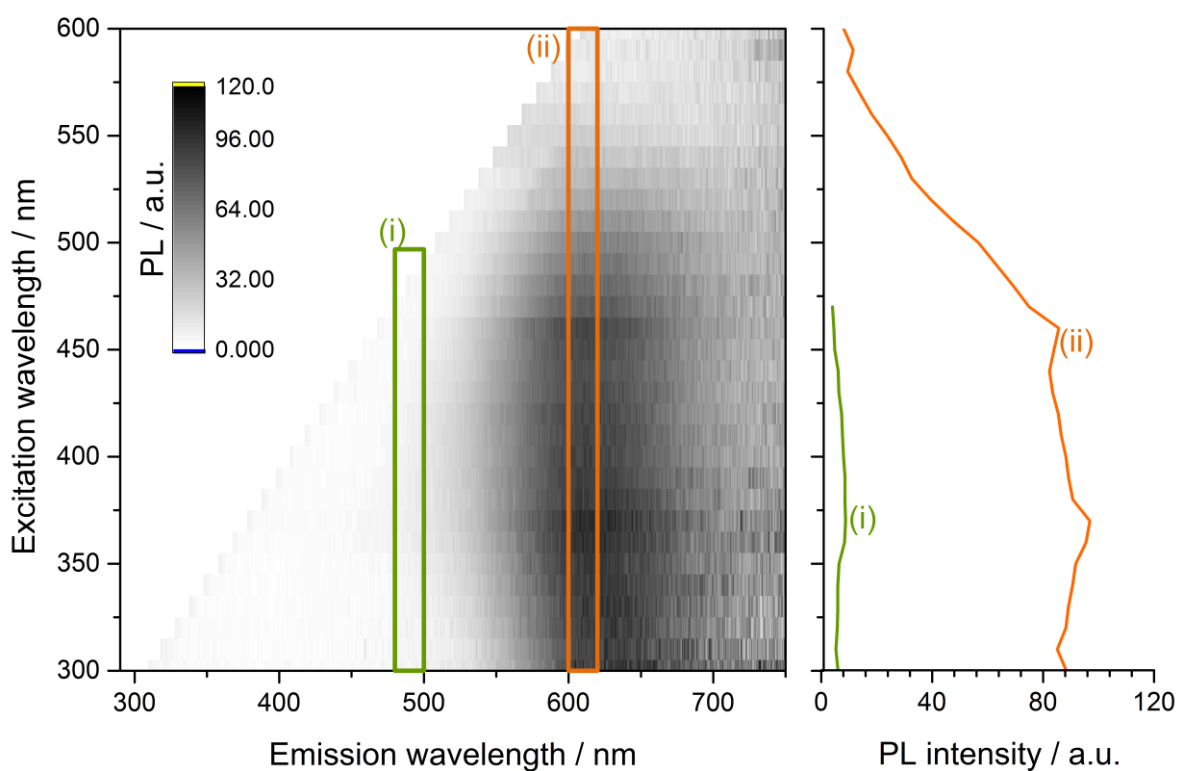 600
550
500
450
400
350
300
Excitation wavelength / nm
120.0
96.00
64.00
32.00
0.000
PL / a.u.
(i)
(ii)
300
400
500
600
700
Emission wavelength / nm
(ii)
(i)
0
40
80
120
PL intensity / a.u.